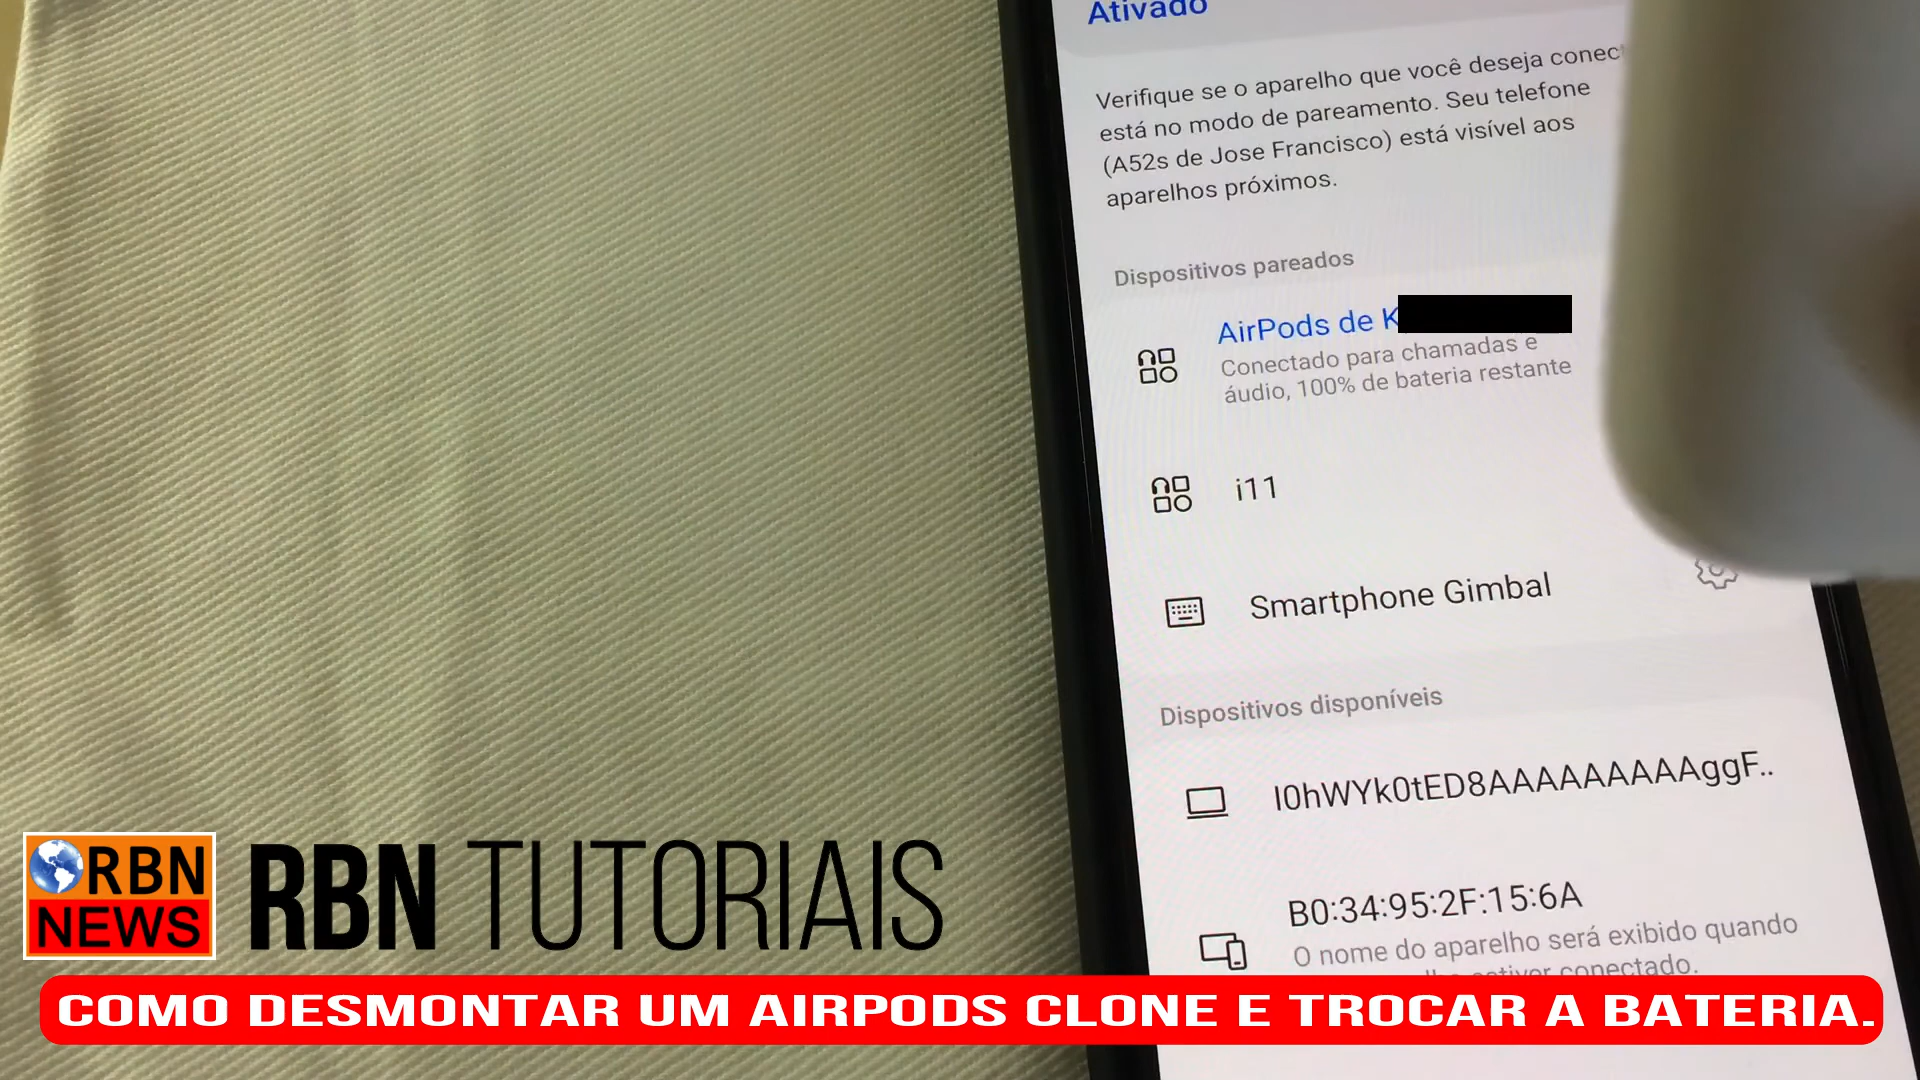 Ativado
Verifique se o aparelho que você deseja conec
está no modo de pareamento. Seu telefone
(A52s de Jose Francisco) está visível aos
aparelhos próximos.
Dispositivos pareados
AirPods de K
Conectado para chamadas e
áudio, 100% de bateria restante
i11
Smartphone Gimbal
Dispositivos disponíveis
I0hWYk0tED8AAAAAAAAAggF..
B0:34:95:2F:15:6A
O nome do aparelho será exibido quando
estiver conectado.
RBN
NEWS
RBN TUTORIAIS
COMO DESMONTAR UM AIRPODS CLONE E TROCAR A BATERIA.